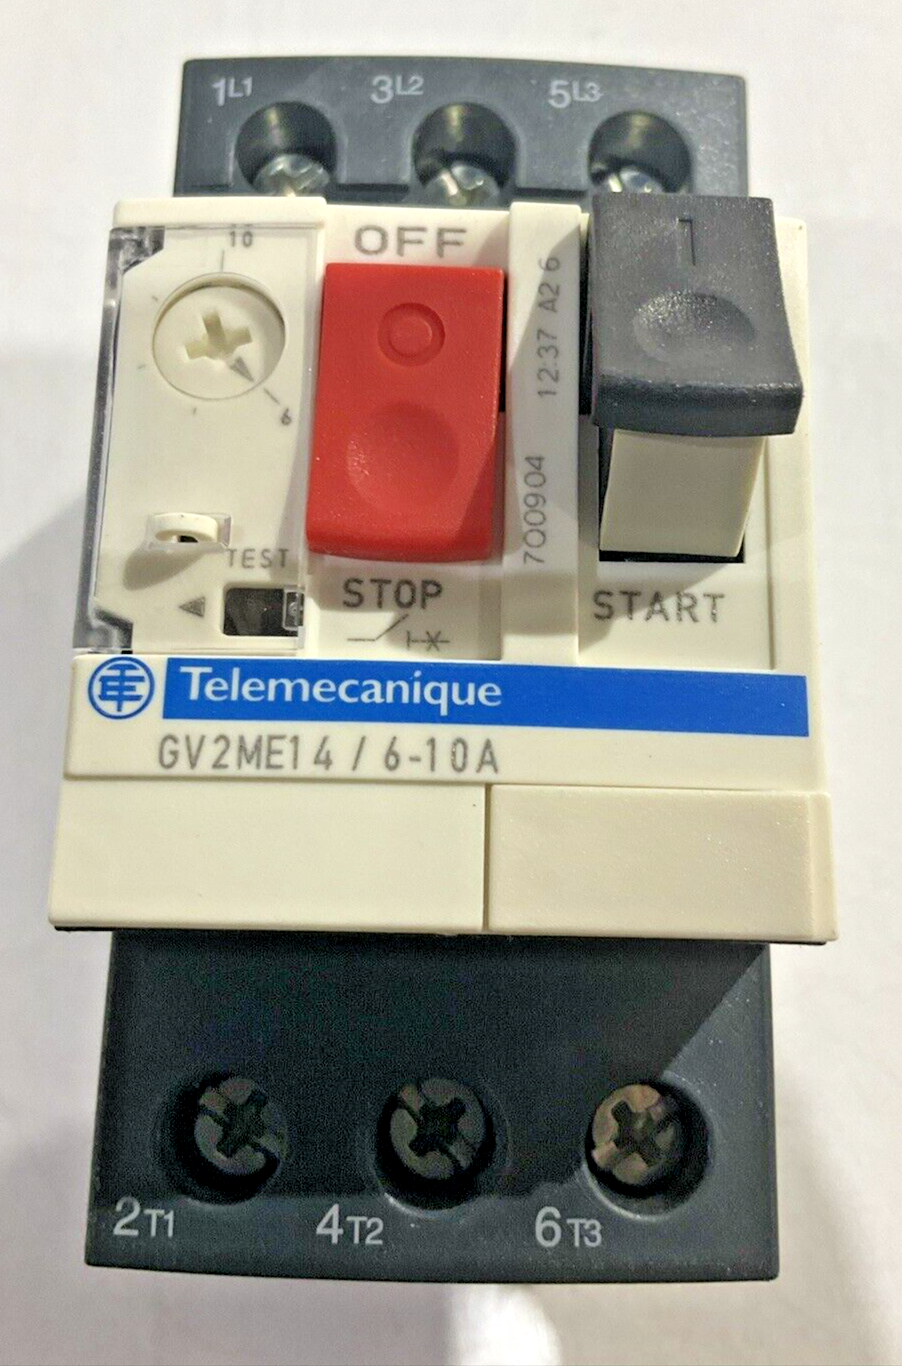 1L1 3L2 5L3
10
OFF
I
6
12:37 A2 6
700904
TEST
STOP
START
Telemecanique
GV2ME14 / 6-10A
2T1 4T2 6T3